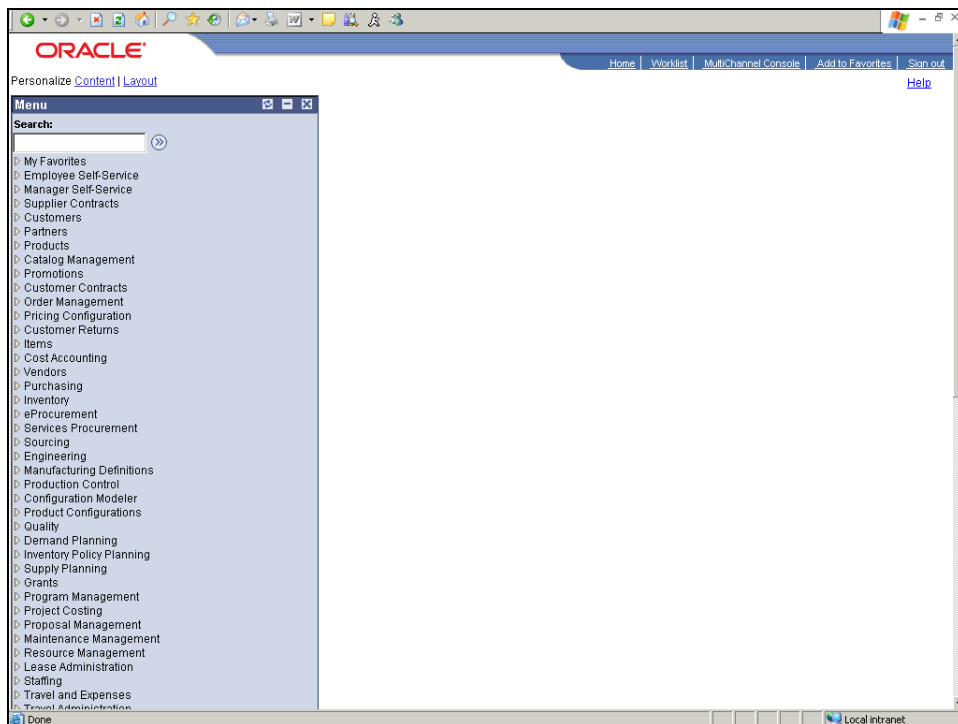 ORACLE'
Home Worklist MultiChannel Console Add to Favorites Sign out
Personalize Content | Layout
Help
Menu
Search:
My Favorites
Employee Self-Service
Manager Self-Service
Supplier Contracts
Customers
Partners
Products
Catalog Management
Promotions
Customer Contracts
Order Management
Pricing Configuration
Customer Returns
Items
Cost Accounting
Vendors
Purchasing
Inventory
eProcurement
Services Procurement
Sourcing
Engineering
Manufacturing Definitions
Production Control
Configuration Modeler
Product Configurations
Quality
Demand Planning
Inventory Policy Planning
Supply Planning
Grants
Program Management
Project Costing
Proposal Management
Maintenance Management
Resource Management
Lease Administration
Staffing
Travel and Expenses
Travel Administration
Done
Local intranet